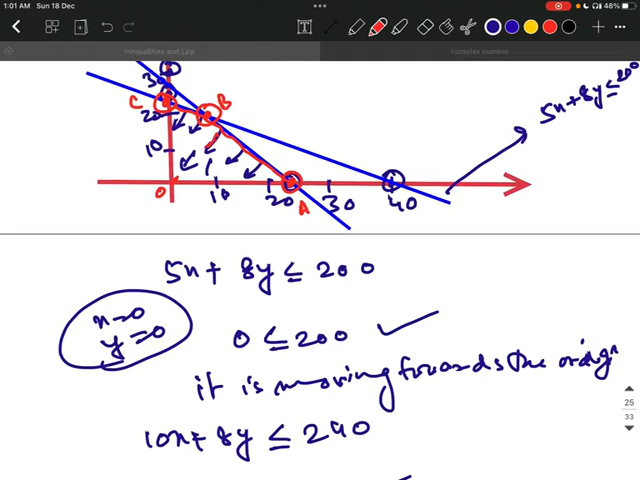 1:01 AM Sun 18 Dec
48%
inequalities and Lpp
complex number
30
C
B
20
5x+8y≤200
10
0
10
20
A
30
40
5x + 8y ≤ 200
x=0
y=0
0 ≤ 200 ✓
it is moving towards the origin
10x+ 8y ≤ 240
25
33